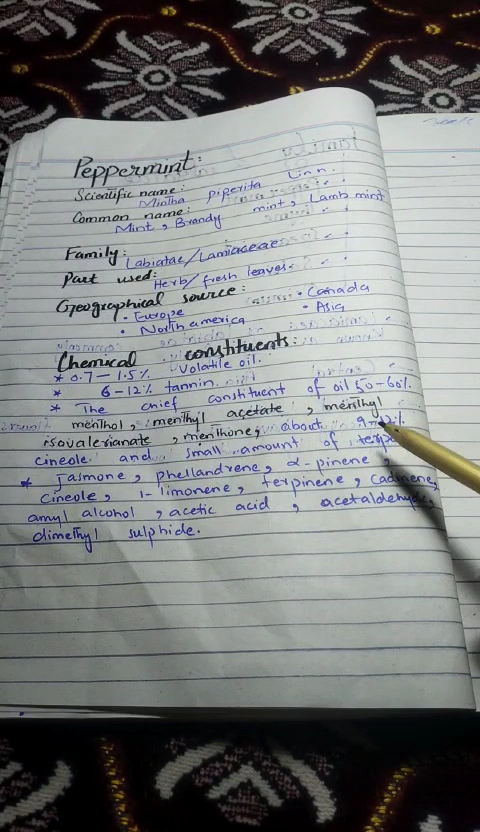 Peppermint:
Scientific name:
Mintha piperita Linn.
Common name:
Mint, Brandy mint, Lamb mint
Family:
Labiatae/Lamiaceae
Part used:
Herb/fresh leaves.
Geographical source:
• Europe • Canada
• North america • Asia
Chemical constituents:
* 0.7 – 1.5% Volatile oil.
* 6-12% tannin.
* The chief constituent of oil 50-60%
menthol, menthyl acetate, menthyl
isovalerianate, menthone, about
cineole and small amount of
* Jasmone, phellandrene, α-pinene,
Cineole, l-limonene, terpinene, Cadinene,
amyl alcohol, acetic acid, acetaldehyde,
dimethyl sulphide.